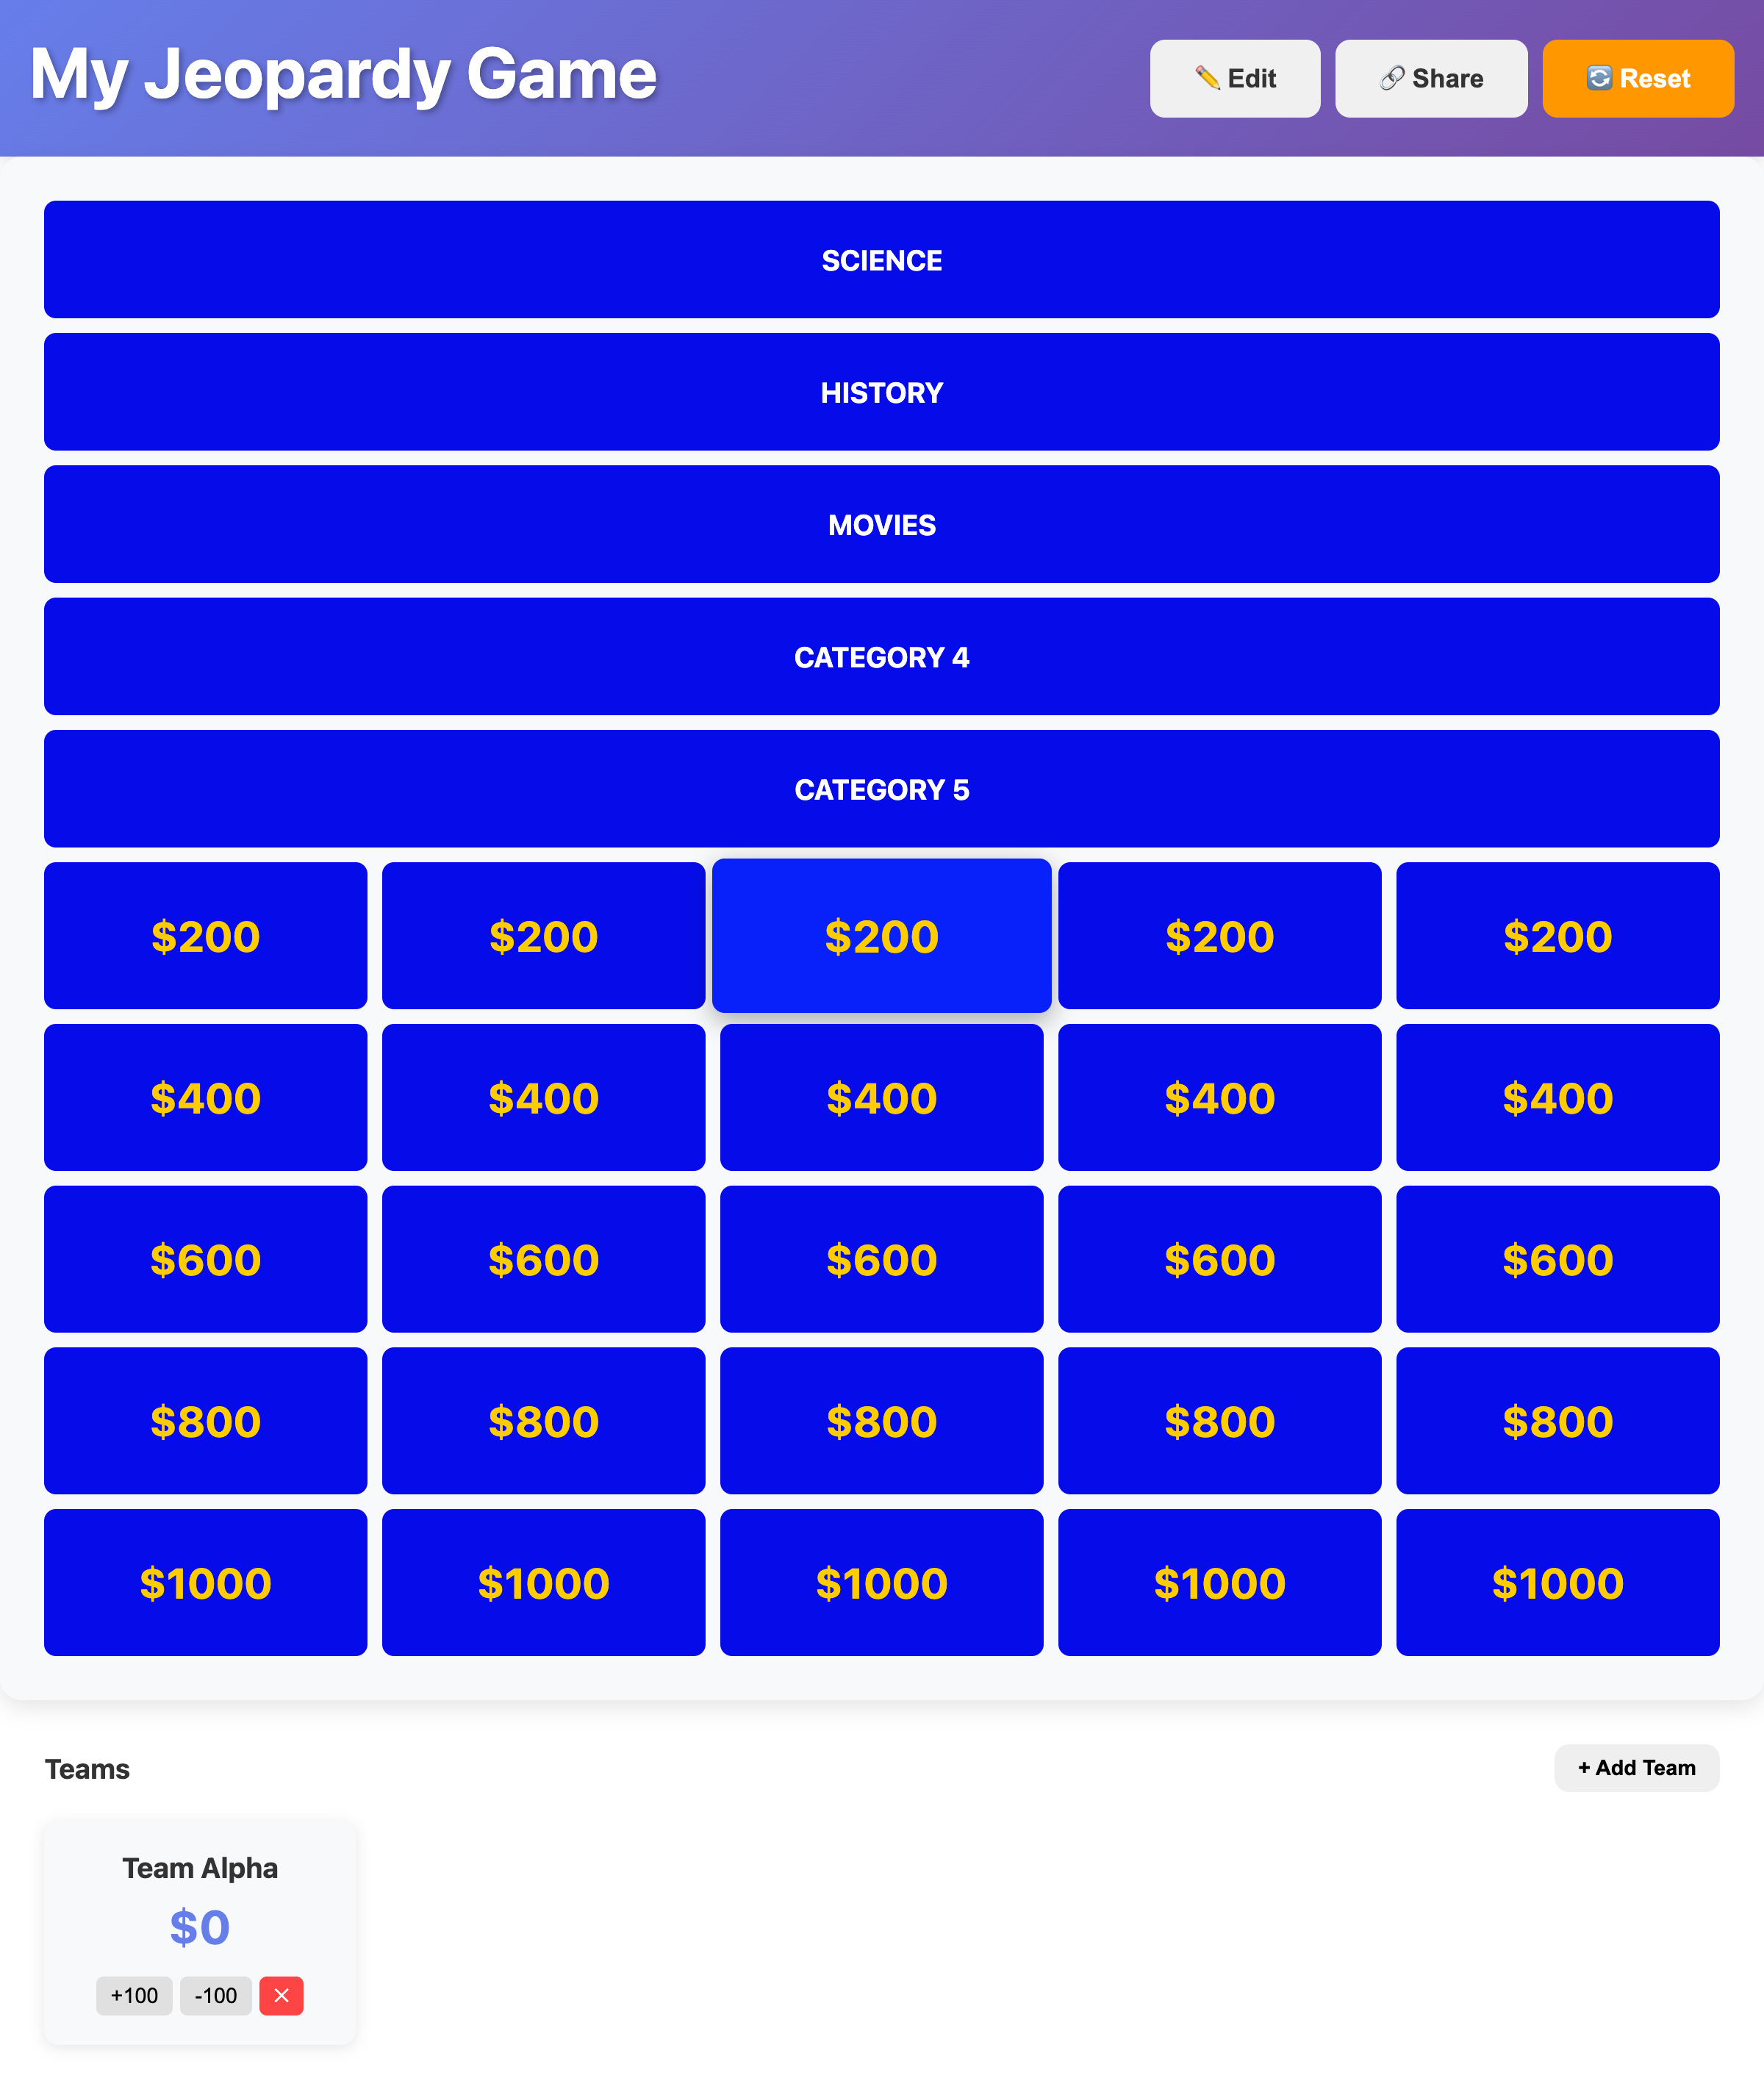 My Jeopardy Game
✏️ Edit
🔗 Share
🔄 Reset
SCIENCE
HISTORY
MOVIES
CATEGORY 4
CATEGORY 5
$200 $200 $200 $200 $200
$400 $400 $400 $400 $400
$600 $600 $600 $600 $600
$800 $800 $800 $800 $800
$1000 $1000 $1000 $1000 $1000
Teams
+ Add Team
Team Alpha
$0
+100 -100 ✕